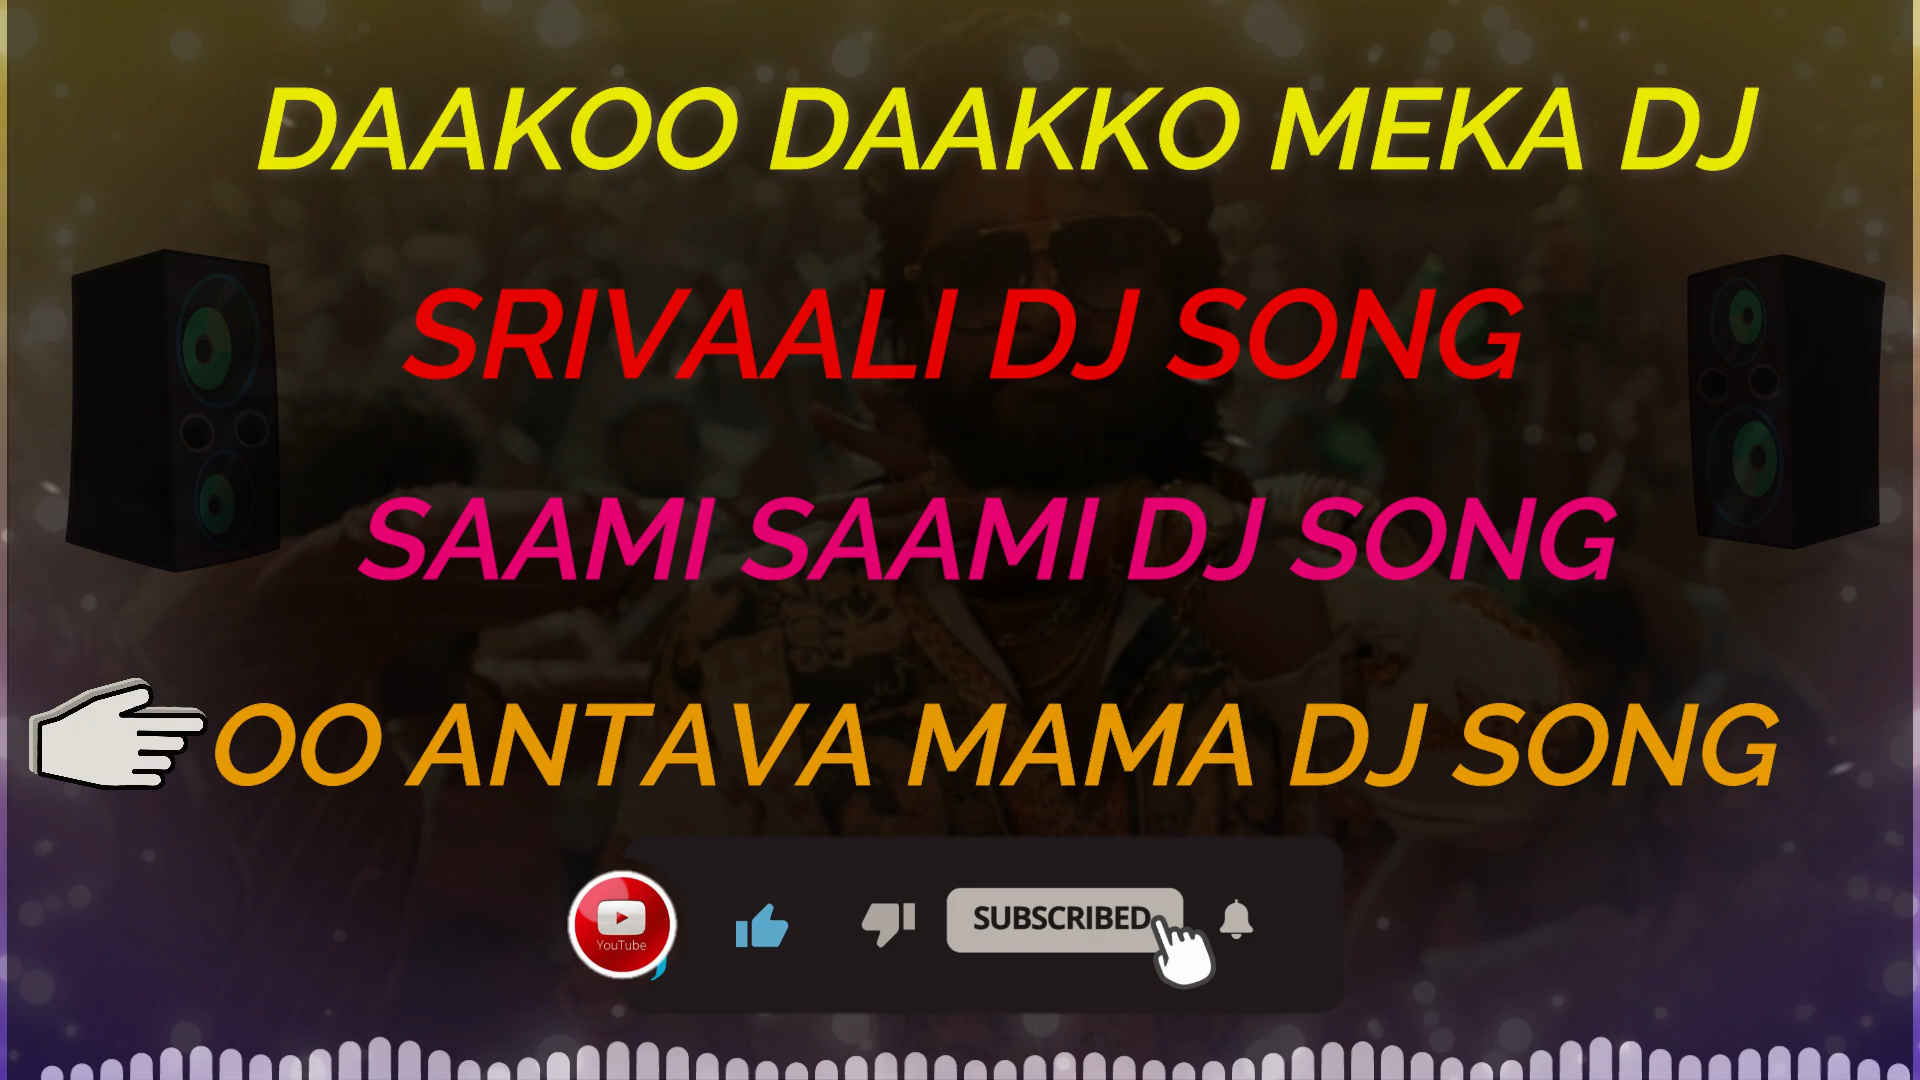 DAAKOO DAAKKO MEKA DJ
SRIVAALI DJ SONG
SAAMI SAAMI DJ SONG
OO ANTAVA MAMA DJ SONG
SUBSCRIBED
YouTube